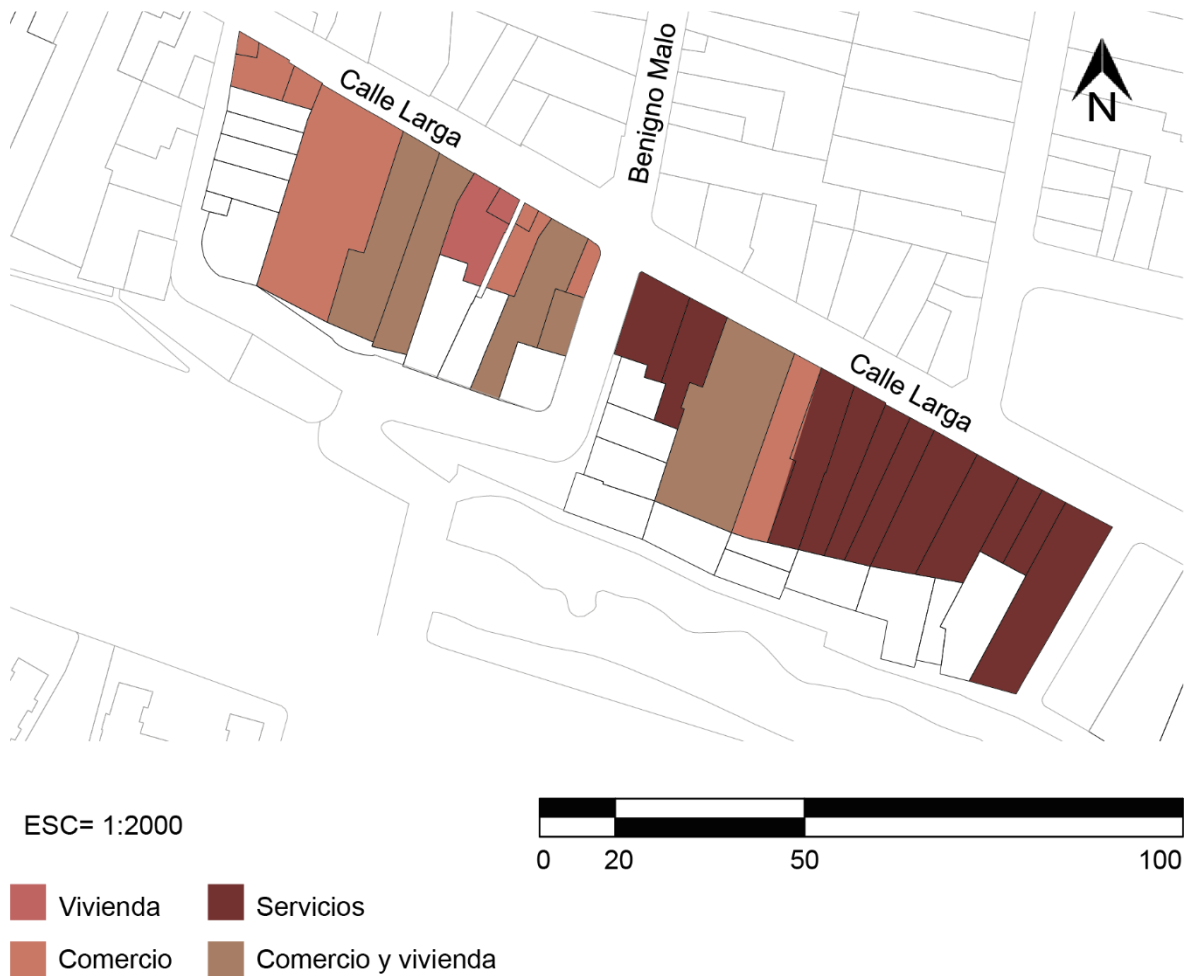 Calle Larga
Benigno Malo
N
Calle Larga
ESC= 1:2000
0 20 50 100
Vivienda
Servicios
Comercio
Comercio y vivienda